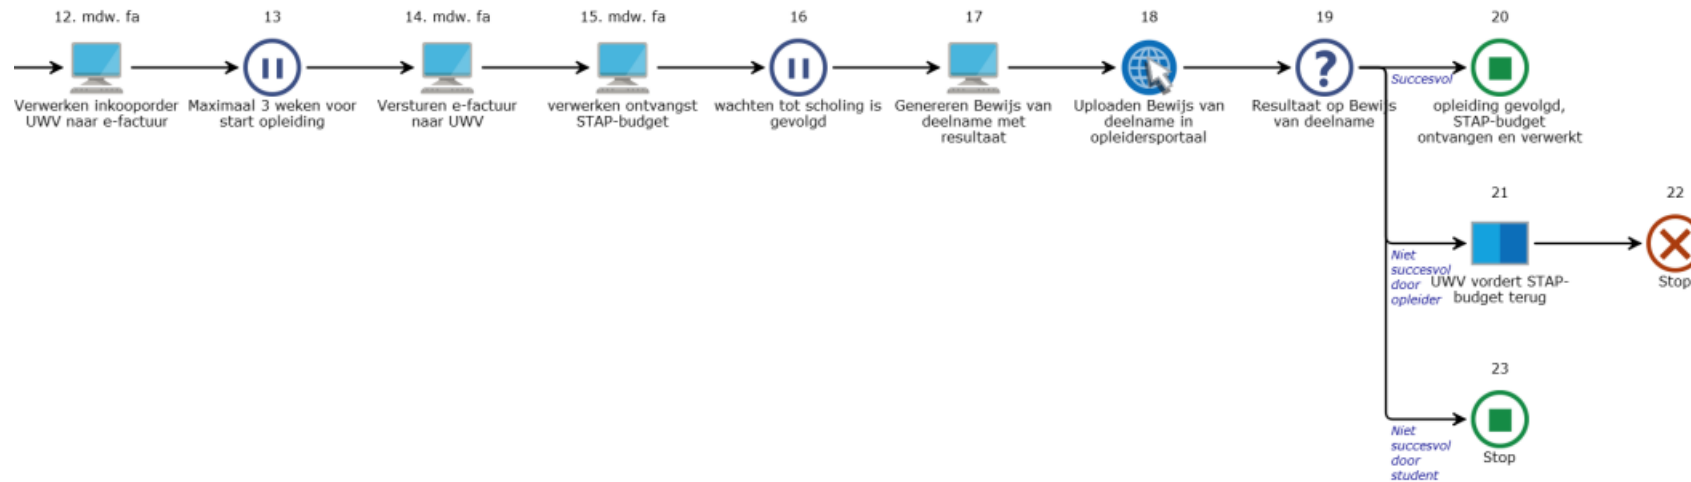 12. mdw. fa
13
14. mdw. fa
15. mdw. fa
16
17
18
19
20
Verwerken inkooporder
UWV naar e-factuur
Maximaal 3 weken voor
start opleiding
Versturen e-factuur
naar UWV
verwerken ontvangst
STAP-budget
wachten tot scholing is
gevolgd
Genereren Bewijs van
deelname met
resultaat
Uploaden Bewijs van
deelname in
opleidersportaal
Resultaat op Bewijs
van deelname
Succesvol
opleiding gevolgd,
STAP-budget
ontvangen en verwerkt
21
22
Niet
succesvol
door
opleider
UWV vordert STAP-
budget terug
Stop
23
Niet
succesvol
door
student
Stop